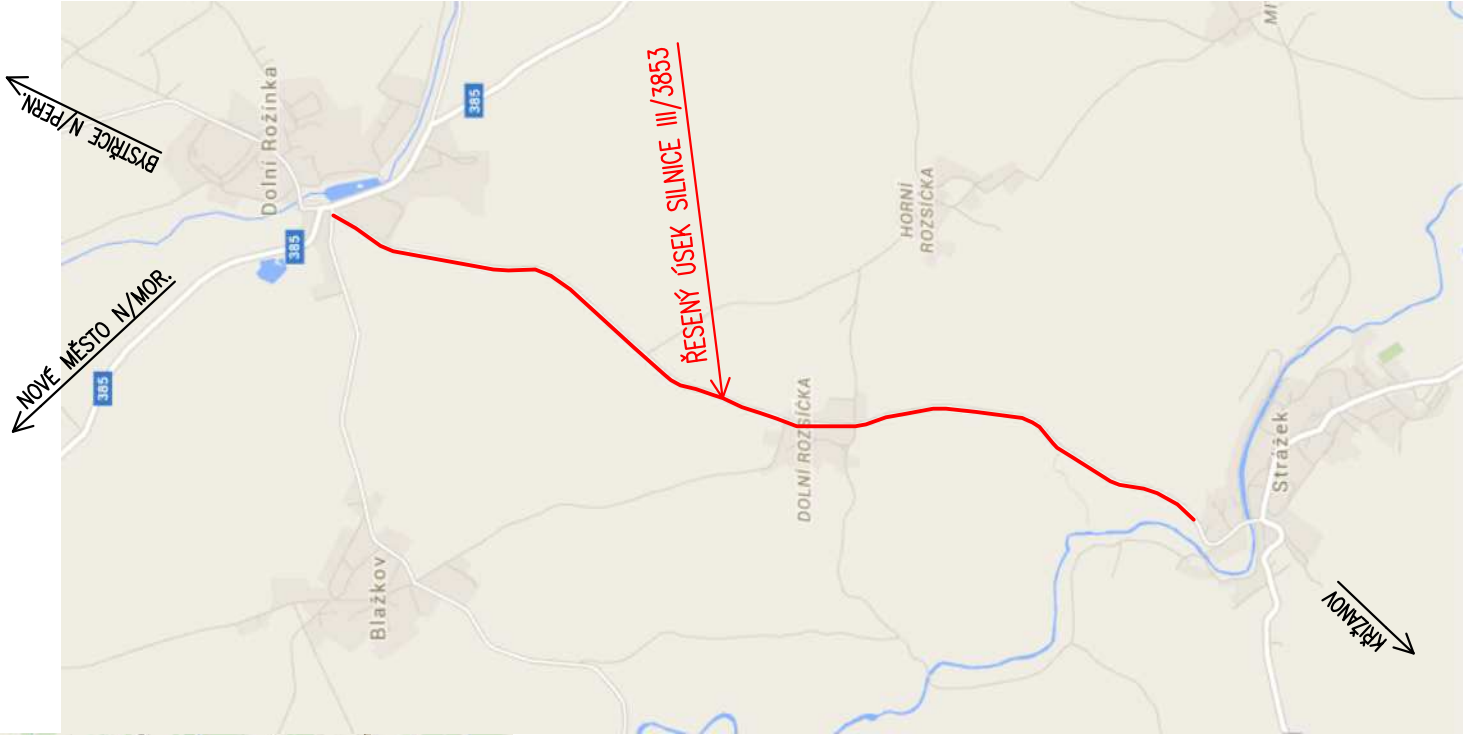 BYSTŘICE N/PERN.
Dolní Rožínka
385
385
NOVÉ MĚSTO N/MOR.
385
ŘESENÝ ÚSEK SILNICE III/3853
HORNÍ
ROZSÍČKA
DOLNÍ ROZSÍČKA
Strážek
Blažkov
KŘIŽANOV